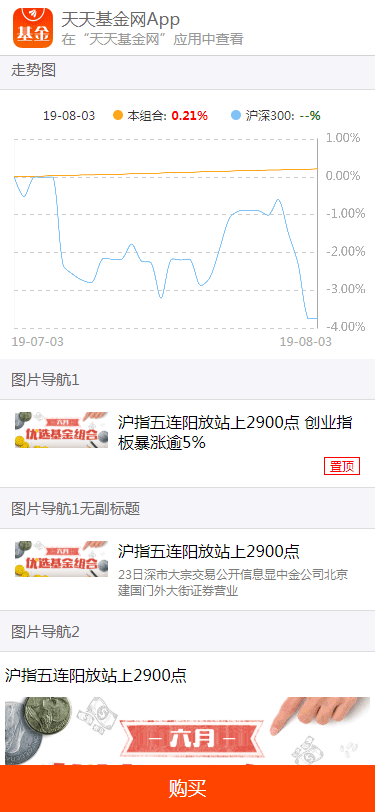 基金
天天基金网App
在“天天基金网”应用中查看
走势图
19-08-03 本组合: 0.21% 沪深300: --%
1.00%
0.00%
-1.00%
-2.00%
-3.00%
-4.00%
19-07-03 19-08-03
图片导航1
六月
优选基金组合
沪指五连阳放站上2900点 创业指
板暴涨逾5%
置顶
图片导航1无副标题
六月
优选基金组合
沪指五连阳放站上2900点
23日深市大宗交易公开信息显中金公司北京
建国门外大街证券营业
图片导航2
沪指五连阳放站上2900点
六月
购买